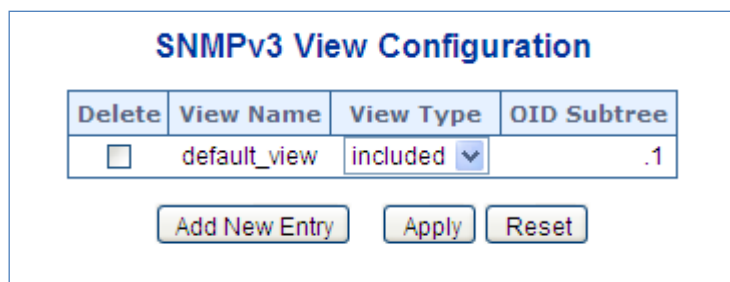 SNMPv3 View Configuration
Delete View Name View Type OID Subtree
default_view included .1
Add New Entry Apply Reset